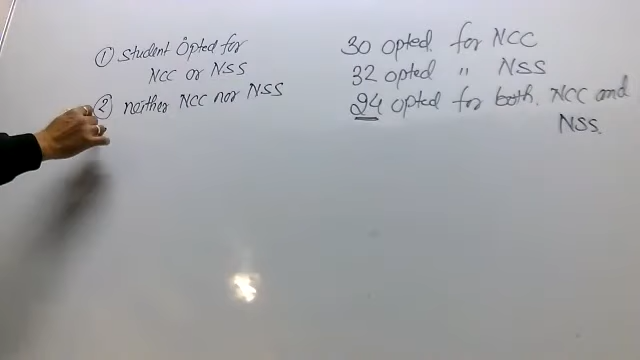 ① Student Opted for
NCC or NSS
② neither NCC nor NSS
30 opted for NCC
32 opted " NSS
24 opted for both. NCC and
NSS.